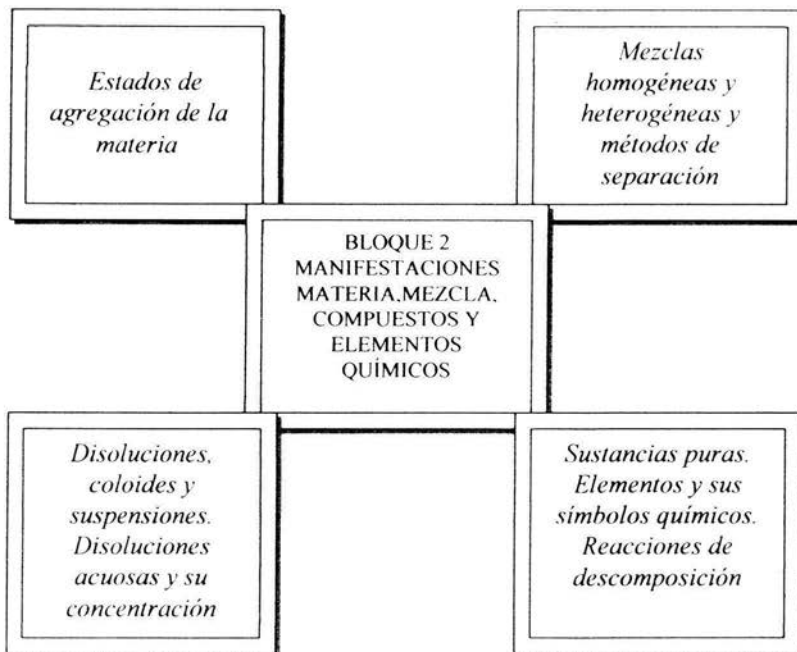 Estados de
agregación de la
materia
Mezclas
homogéneas y
heterogéneas y
métodos de
separación
BLOQUE 2
MANIFESTACIONES
MATERIA,MEZCLA,
COMPUESTOS Y
ELEMENTOS
QUÍMICOS
Disoluciones,
coloides y
suspensiones.
Disoluciones
acuosas y su
concentración
Sustancias puras.
Elementos y sus
símbolos químicos.
Reacciones de
descomposición